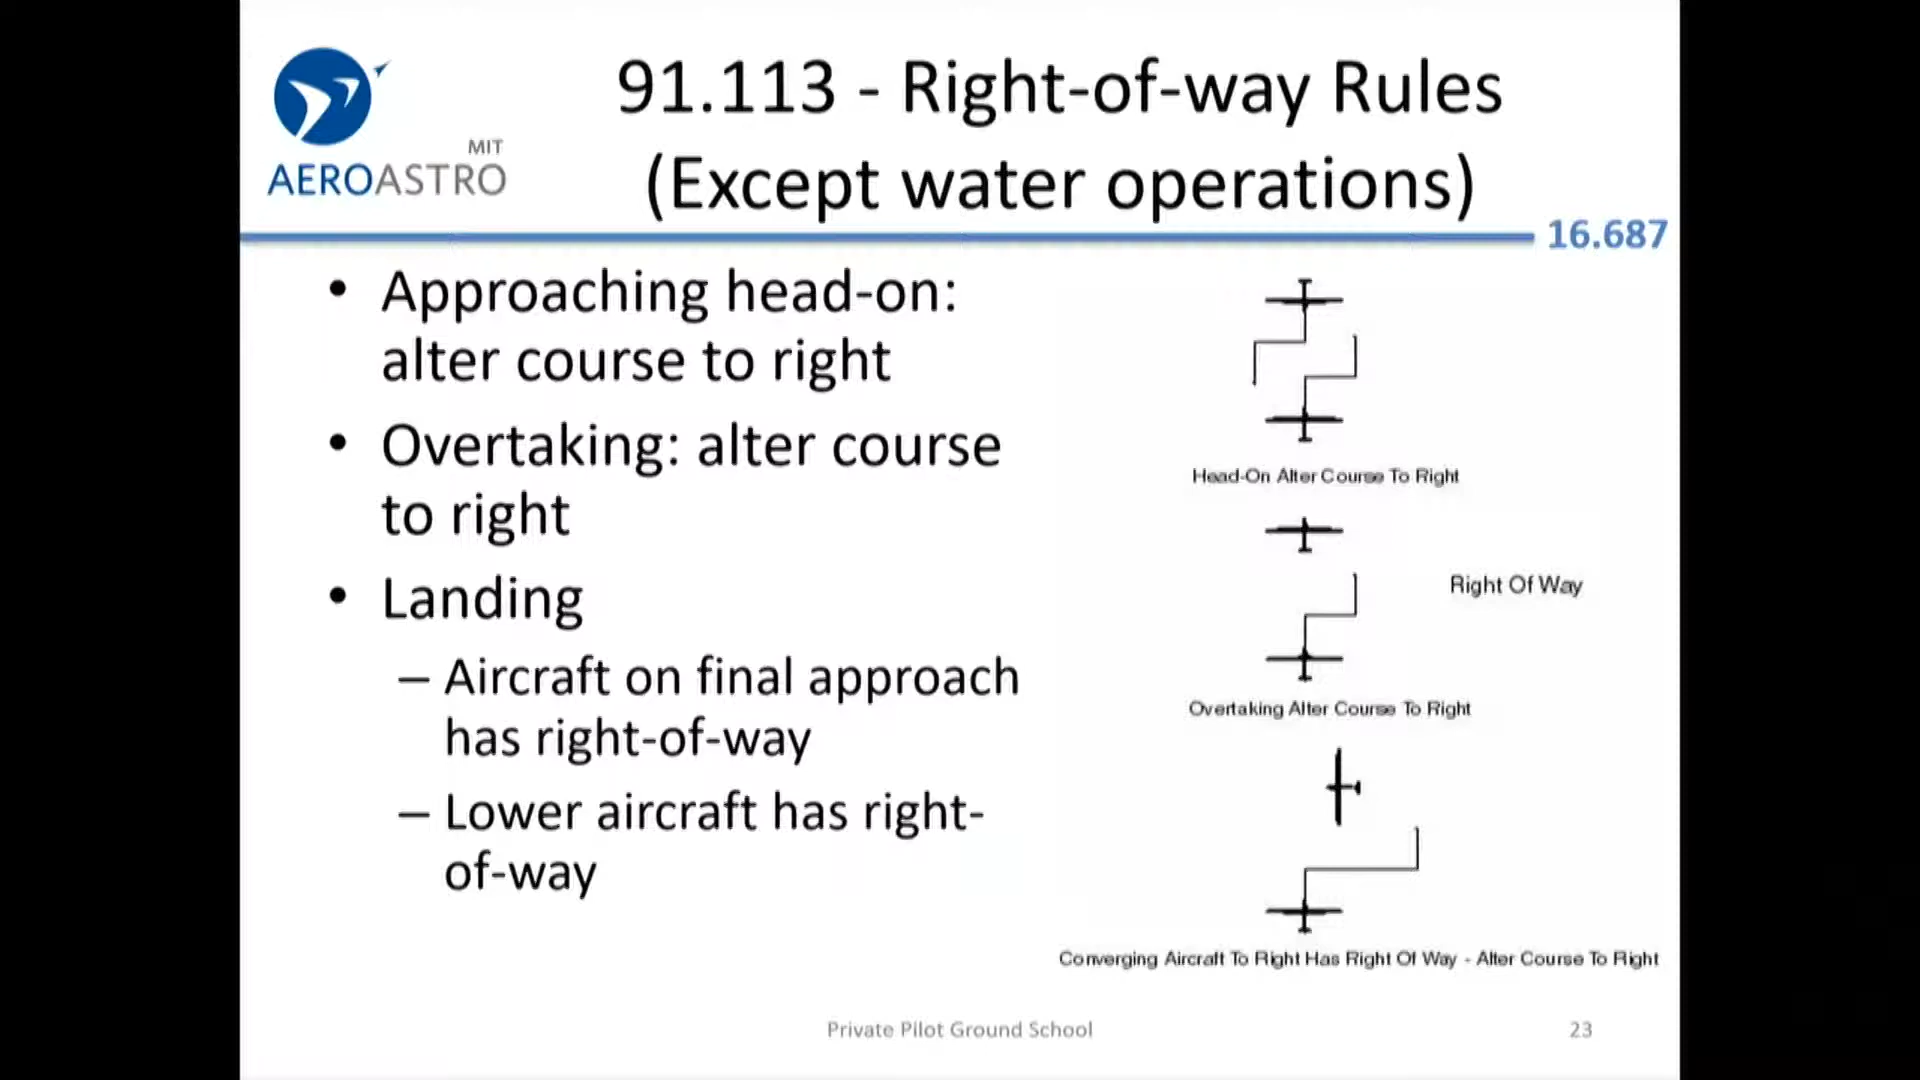 MIT
AEROASTRO
91.113 - Right-of-way Rules
(Except water operations)
16.687
• Approaching head-on:
alter course to right
• Overtaking: alter course
to right
• Landing
– Aircraft on final approach
has right-of-way
– Lower aircraft has right-
of-way
Head-On Alter Course To Right
Right Of Way
Overtaking Alter Course To Right
Converging Aircraft To Right Has Right Of Way - Alter Course To Right
Private Pilot Ground School
23